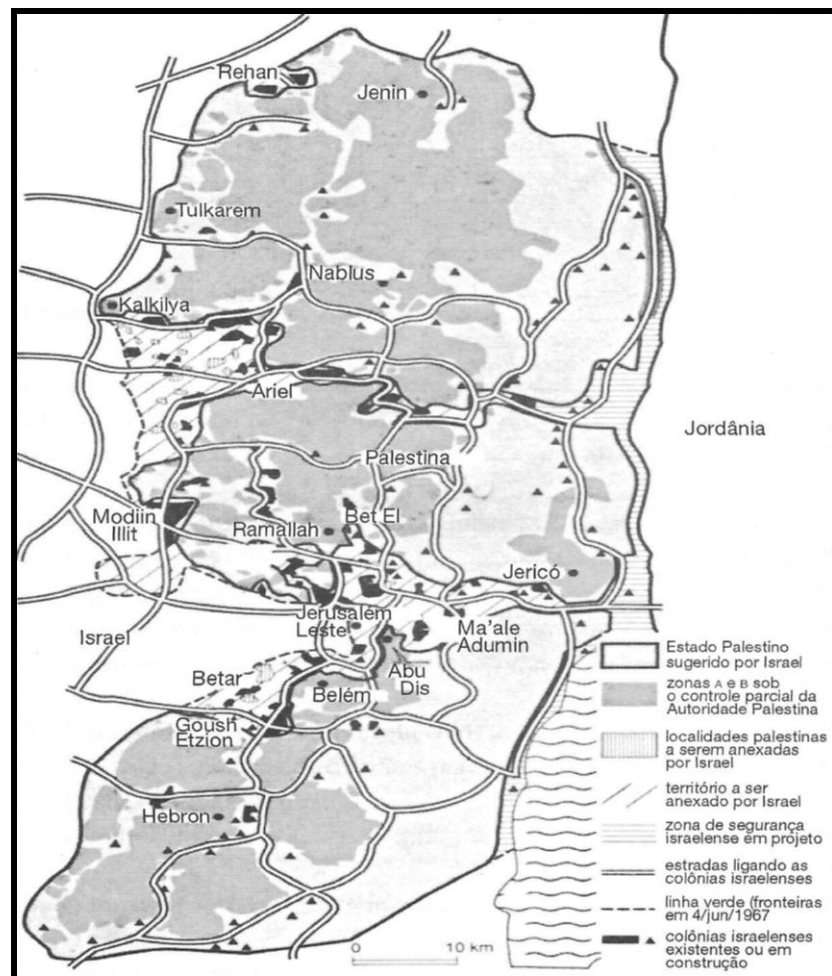 Rehan
Jenin
Tulkarem
Nablus
Kalkilya
Ariel
Jordânia
Palestina
Modiin
Illit
Ramallah
Bet El
Jericó
Jerusalém
Leste
Israel
Ma'ale
Adumin
Betar
Belém
Abu
Dis
Goush
Etzion
Hebron
0 10 km
Estado Palestino
sugerido por Israel
zonas A e B sob
o controle parcial da
Autoridade Palestina
localidades palestinas
a serem anexadas
por Israel
território a ser
anexado por Israel
zona de segurança
israelense em projeto
estradas ligando as
colônias israelenses
linha verde (fronteiras
em 4/jun/1967
colônias israelenses
existentes ou em
construção